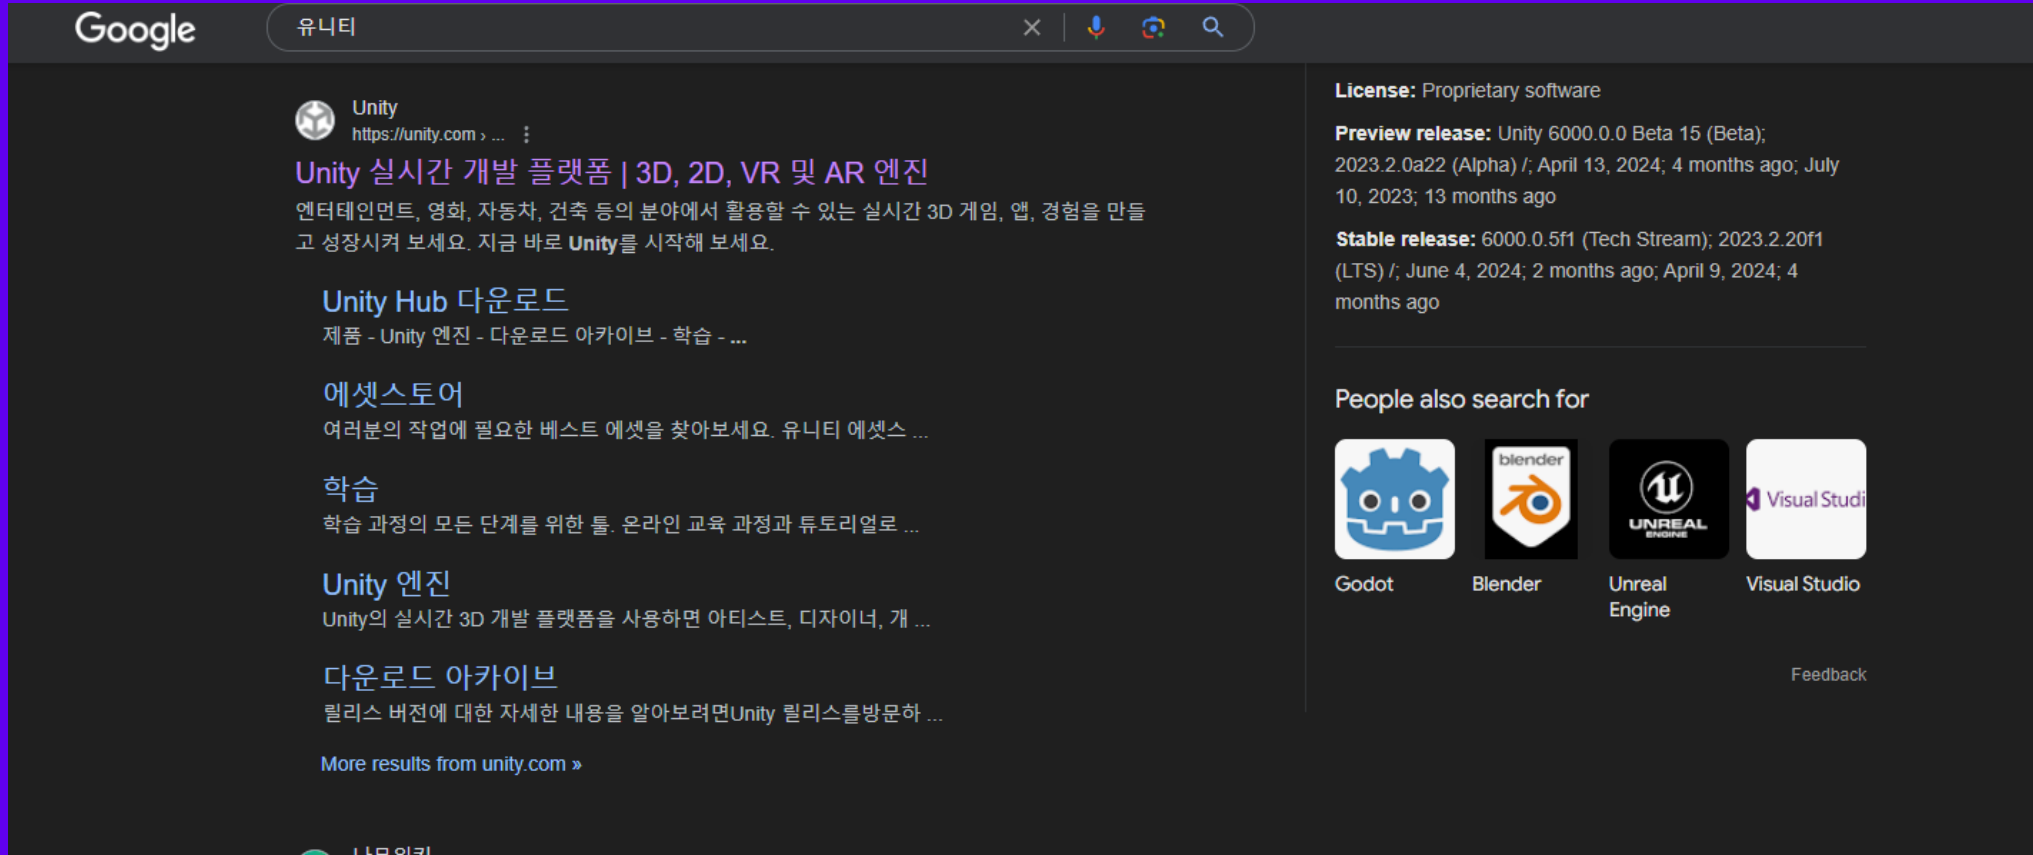 Google
유니티
Unity
https://unity.com › ...
Unity 실시간 개발 플랫폼 | 3D, 2D, VR 및 AR 엔진
엔터테인먼트, 영화, 자동차, 건축 등의 분야에서 활용할 수 있는 실시간 3D 게임, 앱, 경험을 만들
고 성장시켜 보세요. 지금 바로 Unity를 시작해 보세요.
Unity Hub 다운로드
제품 - Unity 엔진 - 다운로드 아카이브 - 학습 - ...
에셋스토어
여러분의 작업에 필요한 베스트 에셋을 찾아보세요. 유니티 에셋스 ...
학습
학습 과정의 모든 단계를 위한 툴. 온라인 교육 과정과 튜토리얼로 ...
Unity 엔진
Unity의 실시간 3D 개발 플랫폼을 사용하면 아티스트, 디자이너, 개 ...
다운로드 아카이브
릴리스 버전에 대한 자세한 내용을 알아보려면Unity 릴리스를방문하 ...
More results from unity.com »
나무위키
License: Proprietary software
Preview release: Unity 6000.0.0 Beta 15 (Beta);
2023.2.0a22 (Alpha) /; April 13, 2024; 4 months ago; July
10, 2023; 13 months ago
Stable release: 6000.0.5f1 (Tech Stream); 2023.2.20f1
(LTS) /; June 4, 2024; 2 months ago; April 9, 2024; 4
months ago
People also search for
blender
UNREAL
ENGINE
Visual Studi
Godot
Blender
Unreal
Engine
Visual Studio
Feedback